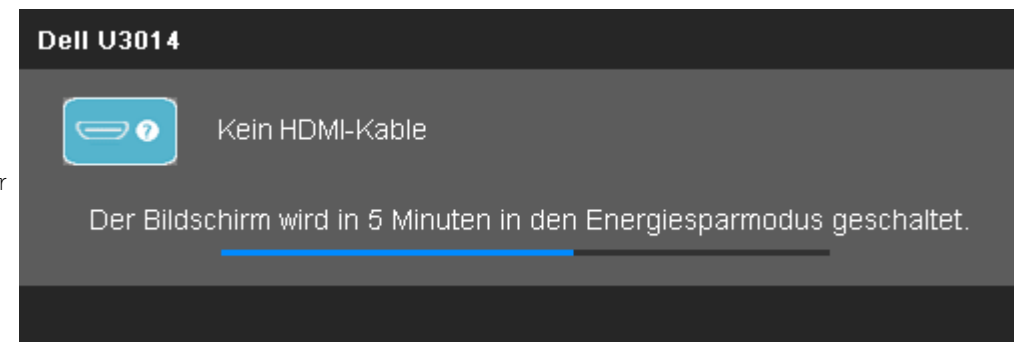 Dell U3014
Kein HDMI-Kable
r
Der Bildschirm wird in 5 Minuten in den Energiesparmodus geschaltet.